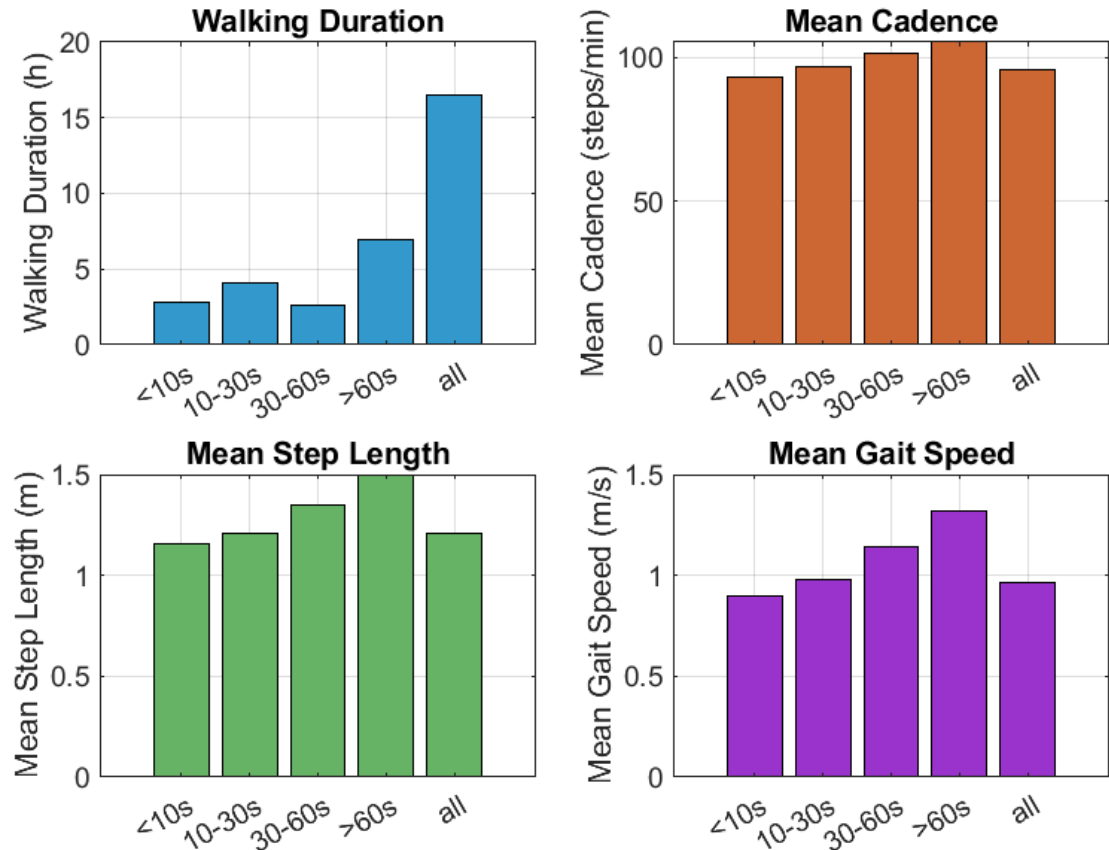 Walking Duration
Walking Duration (h)
20
15
10
5
0
<10s
10-30s
30-60s
>60s
all
Mean Cadence
Mean Cadence (steps/min)
100
50
0
<10s
10-30s
30-60s
>60s
all
Mean Step Length
Mean Step Length (m)
1.5
1
0.5
0
<10s
10-30s
30-60s
>60s
all
Mean Gait Speed
Mean Gait Speed (m/s)
1.5
1
0.5
0
<10s
10-30s
30-60s
>60s
all